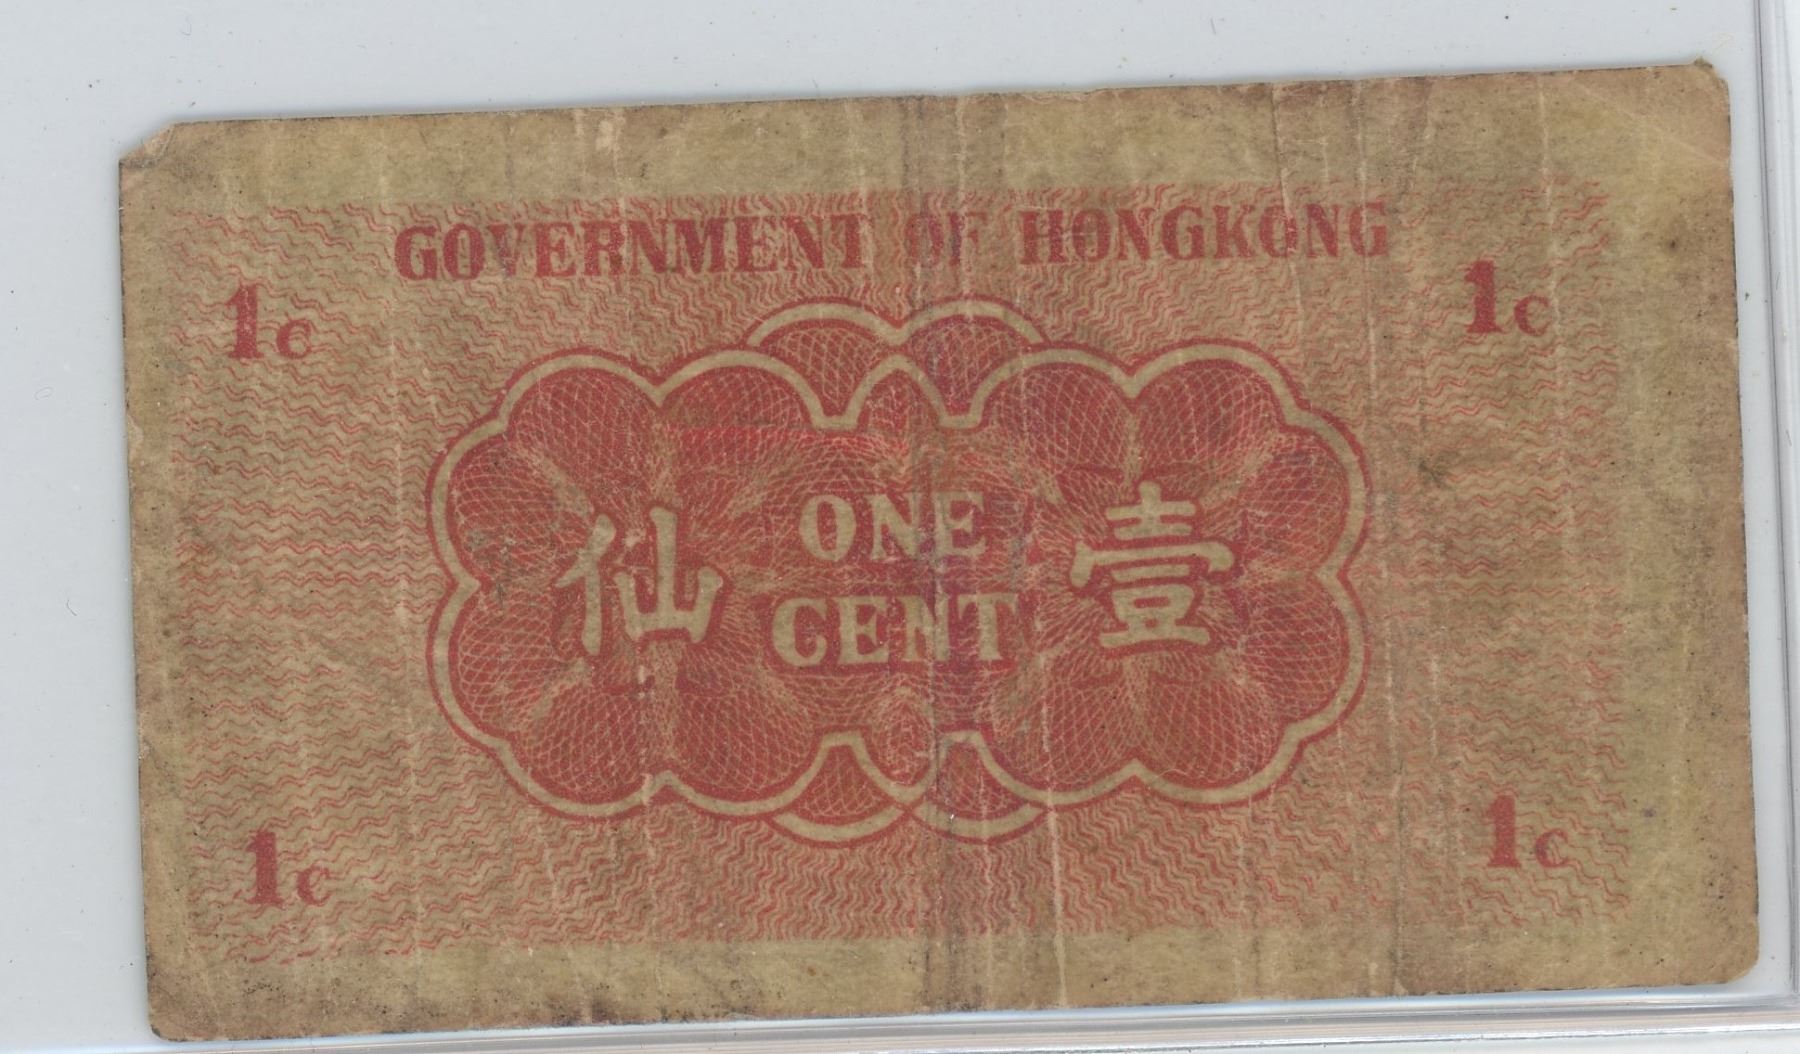 GOVERNMENT OF HONGKONG
1c
1c
仙
ONE
CENT
壹
1c
1c